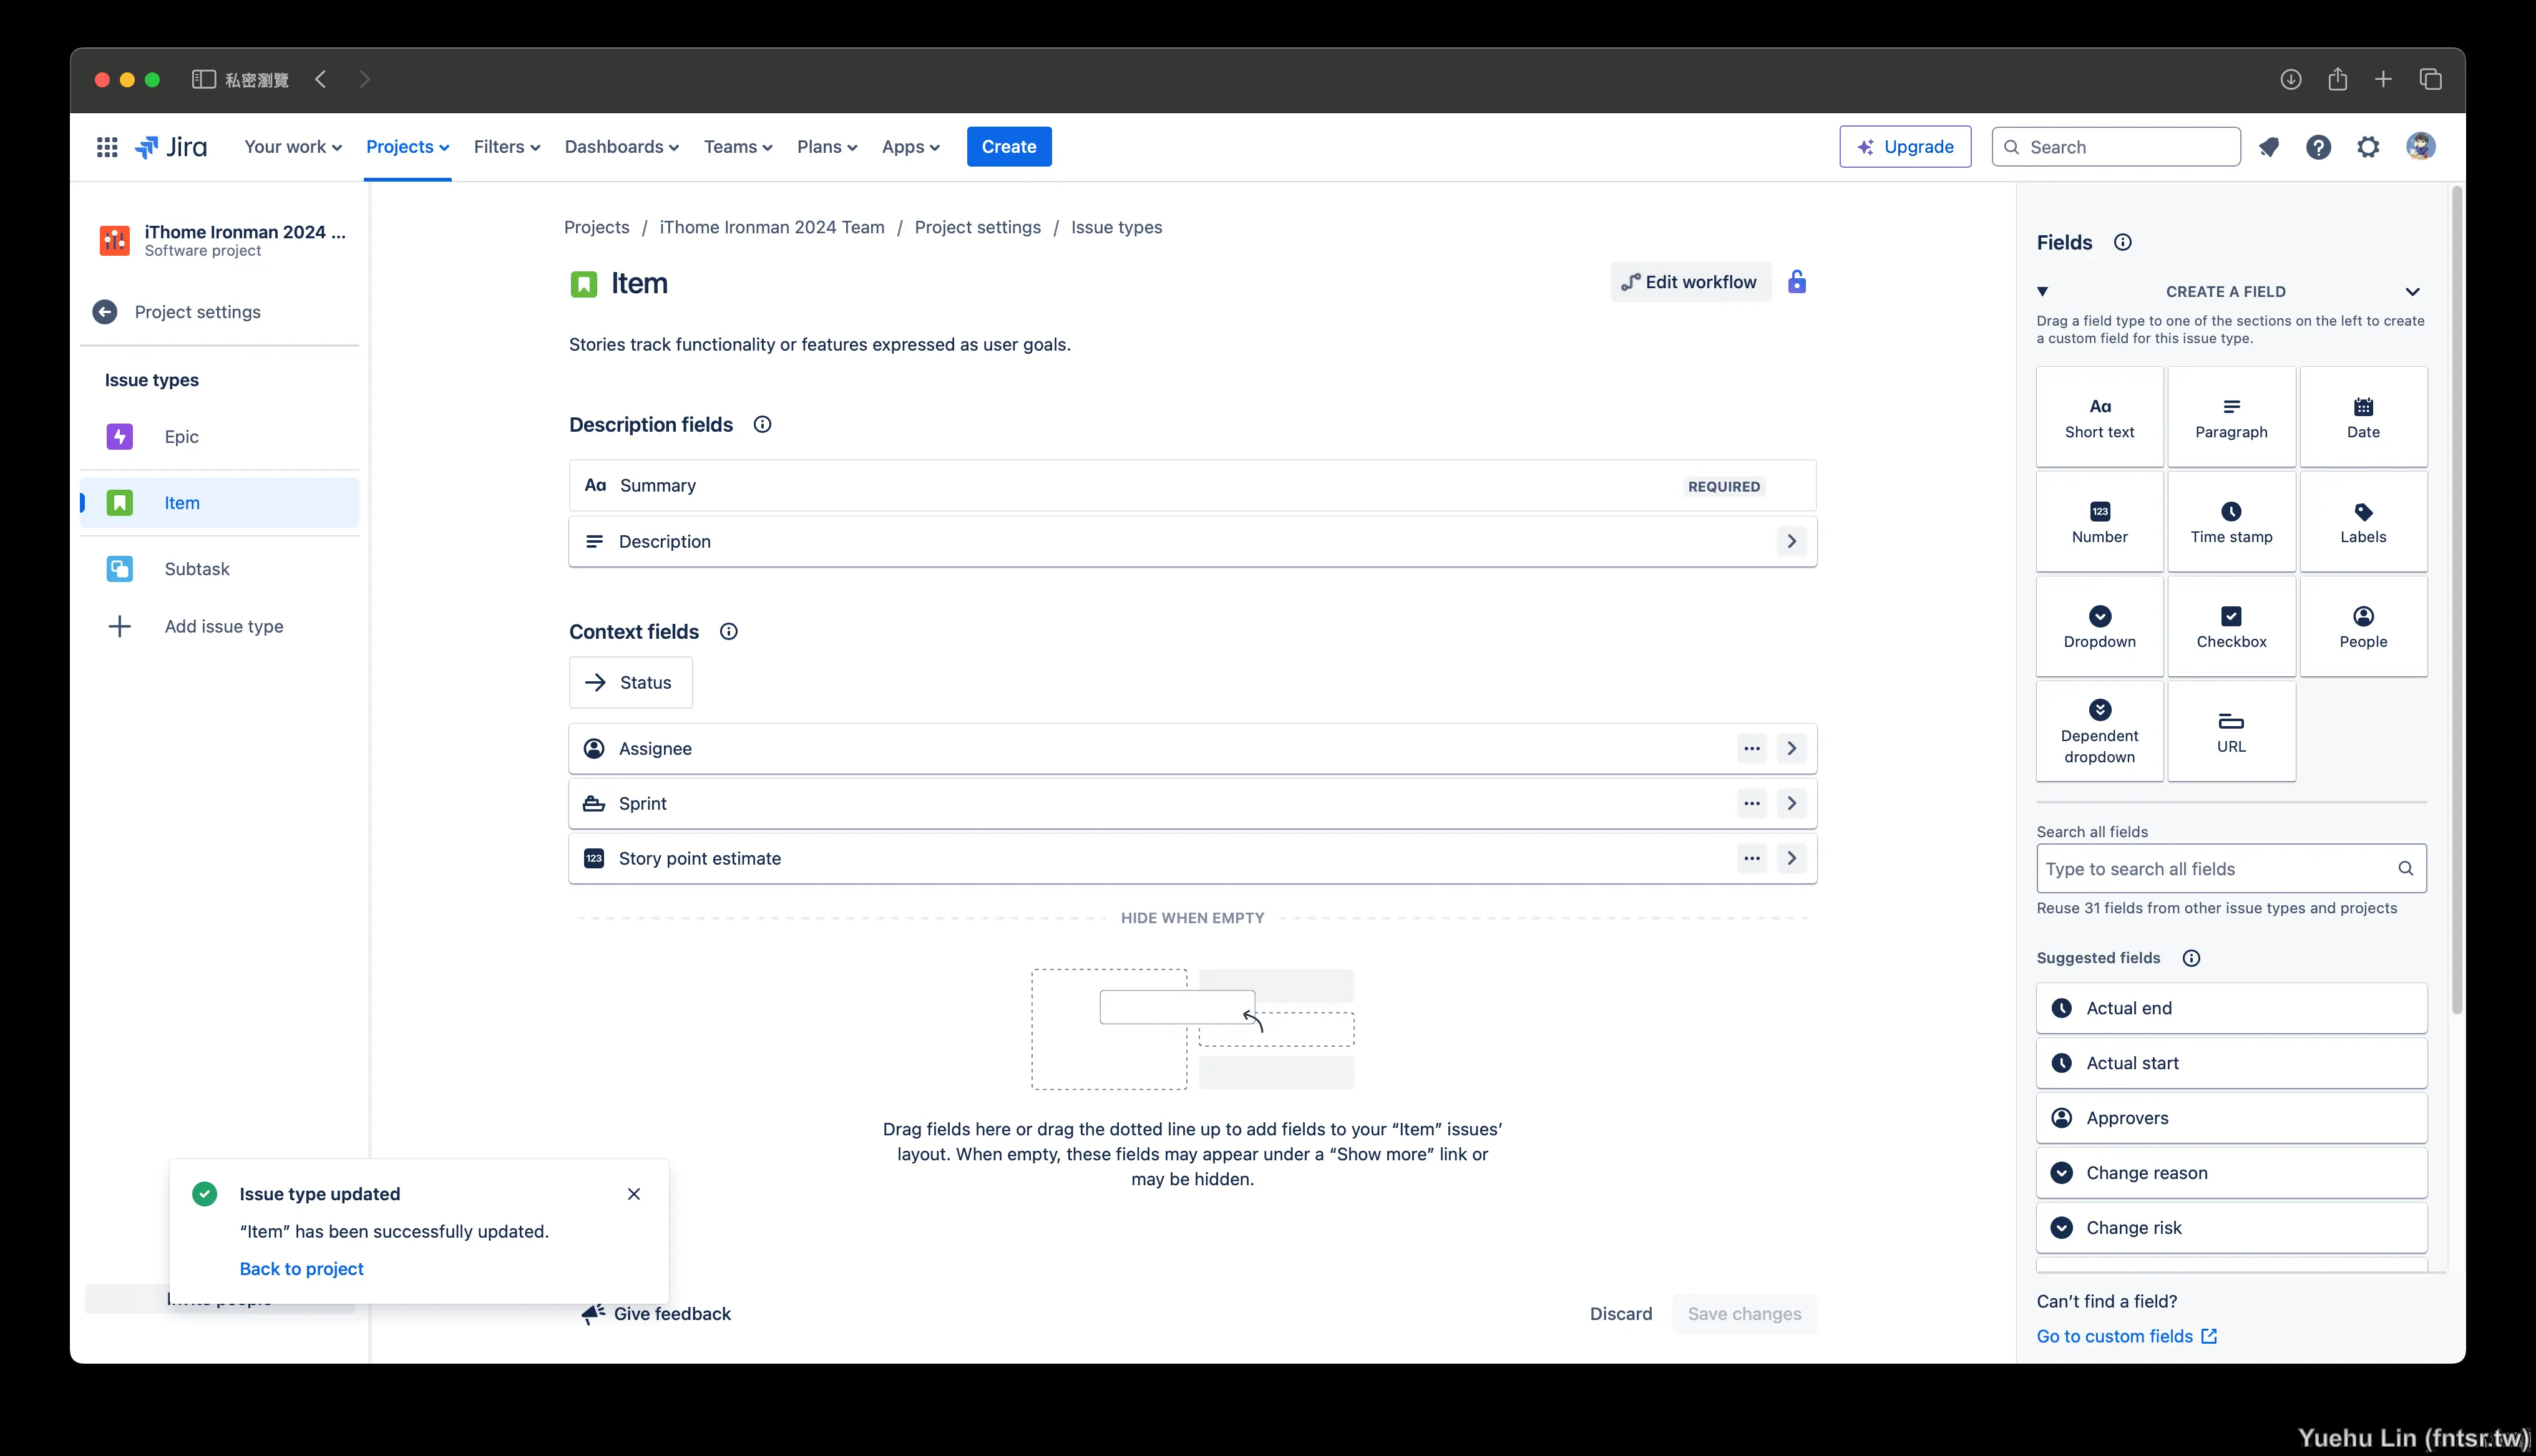 私密瀏覽
Jira
Your work
Projects
Filters
Dashboards
Teams
Plans
Apps
Create
Upgrade
Search
iThome Ironman 2024 ...
Software project
Project settings
Issue types
Epic
Item
Subtask
Add issue type
Projects / iThome Ironman 2024 Team / Project settings / Issue types
Item
Edit workflow
Stories track functionality or features expressed as user goals.
Description fields
Aa Summary
REQUIRED
Description
Context fields
Status
Assignee
Sprint
123 Story point estimate
HIDE WHEN EMPTY
Drag fields here or drag the dotted line up to add fields to your “Item” issues’
layout. When empty, these fields may appear under a “Show more” link or
may be hidden.
Issue type updated
“Item” has been successfully updated.
Back to project
Give feedback
Discard
Save changes
Fields
CREATE A FIELD
Drag a field type to one of the sections on the left to create
a custom field for this issue type.
Aa
Short text
Paragraph
Date
123
Number
Time stamp
Labels
Dropdown
Checkbox
People
Dependent
dropdown
URL
Search all fields
Type to search all fields
Reuse 31 fields from other issue types and projects
Suggested fields
Actual end
Actual start
Approvers
Change reason
Change risk
Can’t find a field?
Go to custom fields
Yuehu Lin (fntsr.tw)